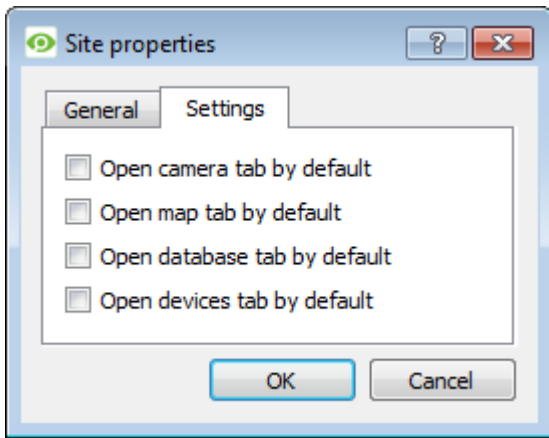 Site properties
?
General
Settings
Open camera tab by default
Open map tab by default
Open database tab by default
Open devices tab by default
OK
Cancel